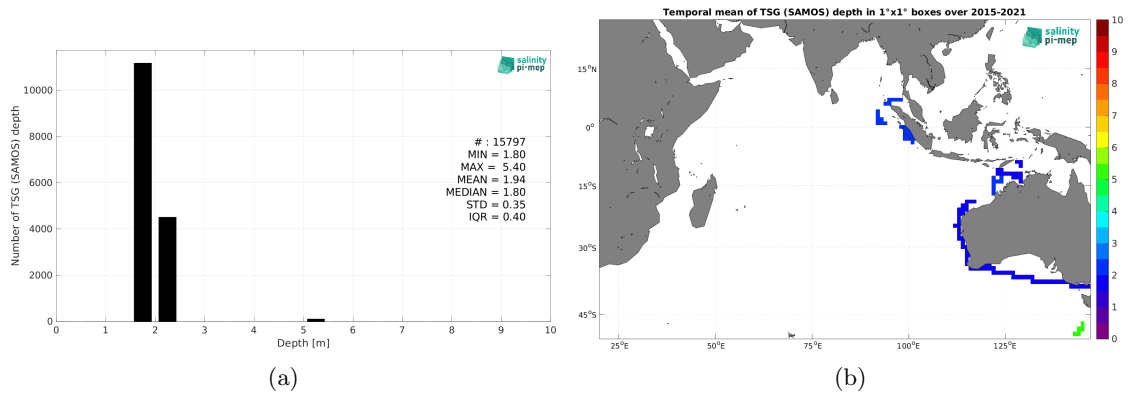 salinity
pi-mep
Number of TSG (SAMOS) depth
10000
8000
6000
4000
2000
0
# : 15797
MIN = 1.80
MAX = 5.40
MEAN = 1.94
MEDIAN = 1.80
STD = 0.35
IQR = 0.40
0 1 2 3 4 5 6 7 8 9 10
Depth [m]
(a)
Temporal mean of TSG (SAMOS) depth in 1°x1° boxes over 2015-2021
salinity
pi-mep
15°N
0°
15°S
30°S
45°S
25°E 50°E 75°E 100°E 125°E
10
9
8
7
6
5
4
3
2
1
0
(b)